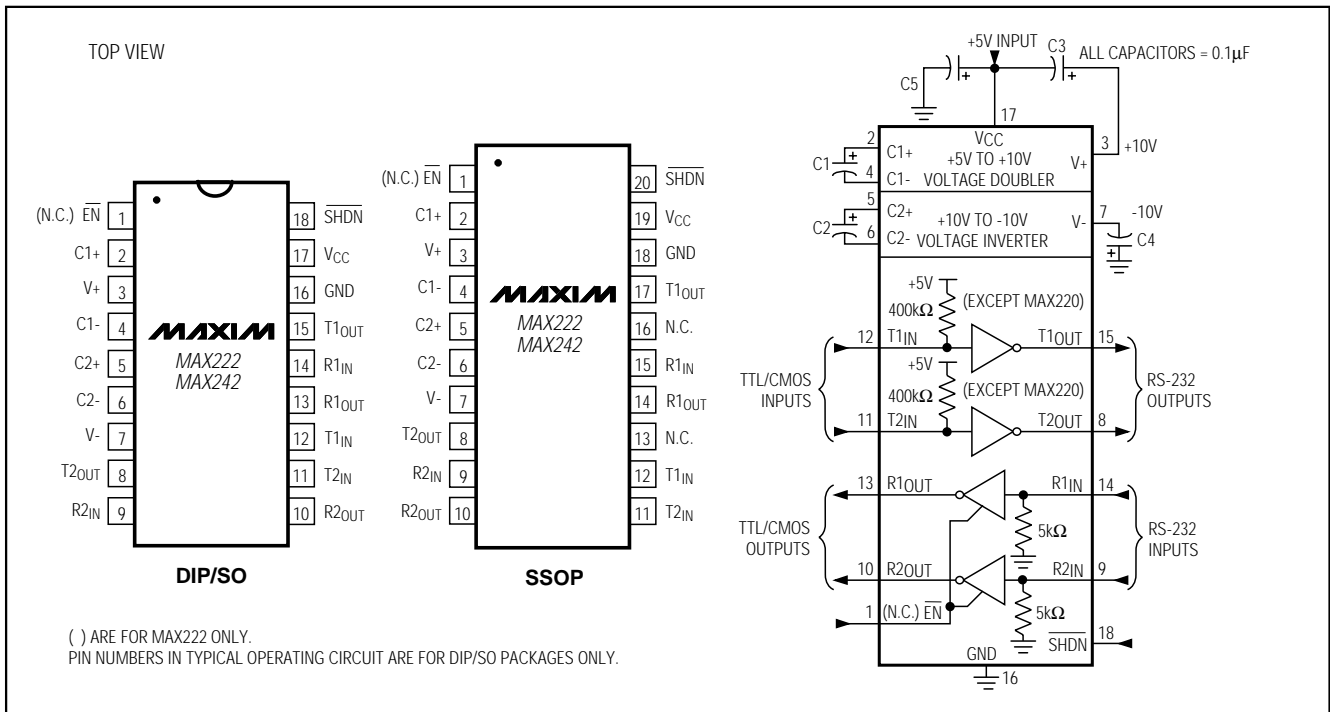 TOP VIEW
(N.C.) EN 1
C1+ 2
V+ 3
C1- 4
C2+ 5
C2- 6
V- 7
T2OUT 8
R2IN 9
18 SHDN
17 VCC
16 GND
15 T1OUT
14 R1IN
13 R1OUT
12 T1IN
11 T2IN
10 R2OUT
MAXIM
MAX222
MAX242
DIP/SO
(N.C.) EN 1
C1+ 2
V+ 3
C1- 4
C2+ 5
C2- 6
V- 7
T2OUT 8
R2IN 9
R2OUT 10
20 SHDN
19 VCC
18 GND
17 T1OUT
16 N.C.
15 R1IN
14 R1OUT
13 N.C.
12 T1IN
11 T2IN
MAXIM
MAX222
MAX242
SSOP
( ) ARE FOR MAX222 ONLY.
PIN NUMBERS IN TYPICAL OPERATING CIRCUIT ARE FOR DIP/SO PACKAGES ONLY.
+5V INPUT
C3
ALL CAPACITORS = 0.1µF
C5
+
+
17
VCC
2
C1+
+5V TO +10V
VOLTAGE DOUBLER
V+
3
+10V
C1
+
4
C1-
5
C2+
+10V TO -10V
VOLTAGE INVERTER
V-
7
-10V
C2
+
6
C2-
C4
+
+5V
400kΩ
(EXCEPT MAX220)
12
T1IN
T1OUT
15
+5V
400kΩ
(EXCEPT MAX220)
TTL/CMOS
INPUTS
RS-232
OUTPUTS
11
T2IN
T2OUT
8
13
R1OUT
R1IN
14
5kΩ
TTL/CMOS
OUTPUTS
RS-232
INPUTS
10
R2OUT
R2IN
9
5kΩ
1
(N.C.) EN
SHDN
18
GND
16